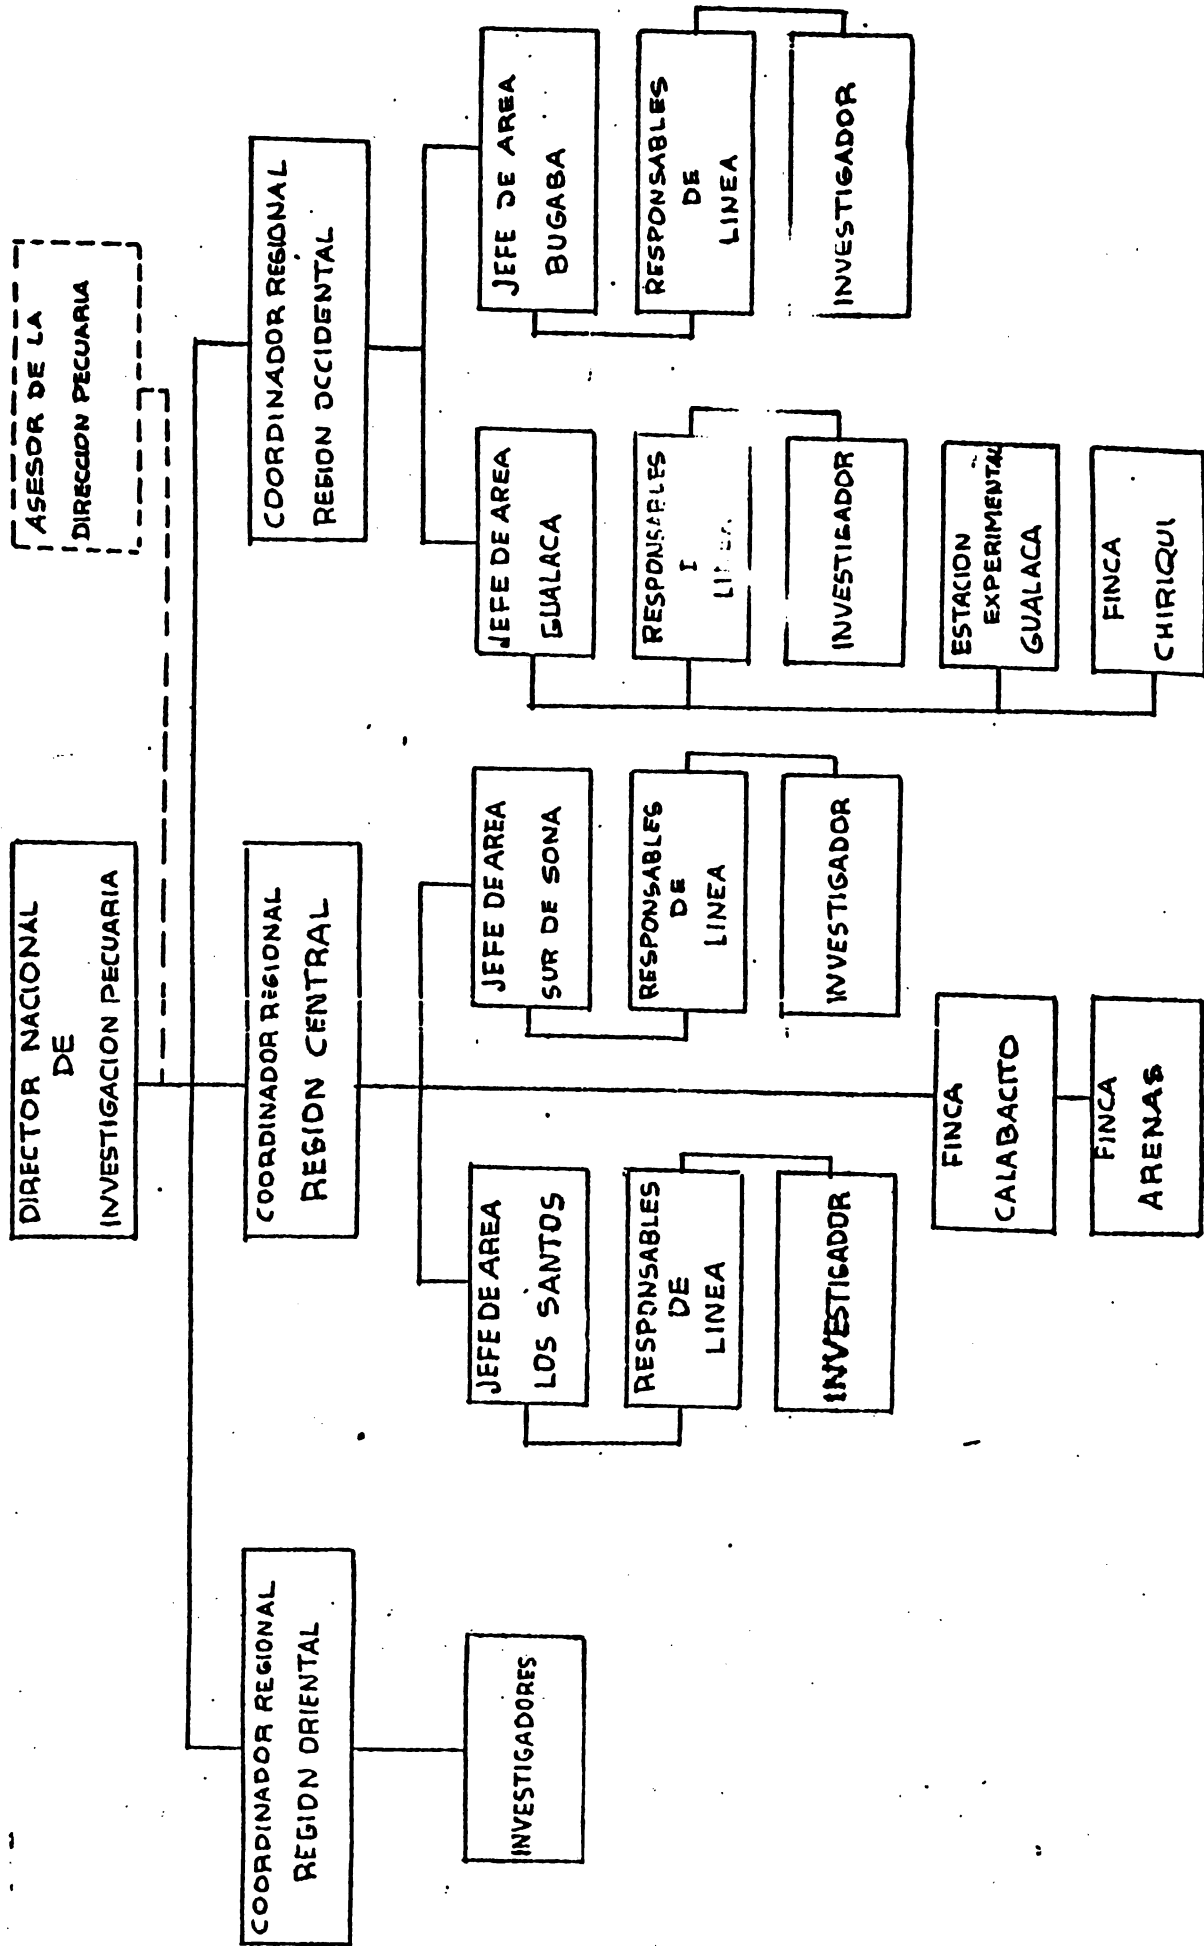 DIRECTOR NACIONAL
DE
INVESTIGACION PECUARIA
ASESOR DE LA
DIRECCION PECUARIA
COORDINADOR REGIONAL
REGION ORIENTAL
COORDINADOR REGIONAL
REGION CENTRAL
COORDINADOR REGIONAL
REGION OCCIDENTAL
INVESTIGADORES
JEFE DE AREA
LOS SANTOS
RESPONSABLES
DE
LINEA
INVESTIGADOR
JEFE DE AREA
SUR DE SONA
RESPONSABLES
DE
LINEA
INVESTIGADOR
FINCA
CALABACITO
FINCA
ARENAS
JEFE DE AREA
GUALACA
RESPONSABLES
LINEA
INVESTIGADOR
ESTACION
EXPERIMENTAL
GUALACA
FINCA
CHIRIQUI
JEFE DE AREA
BUGABA
RESPONSABLES
DE
LINEA
INVESTIGADOR